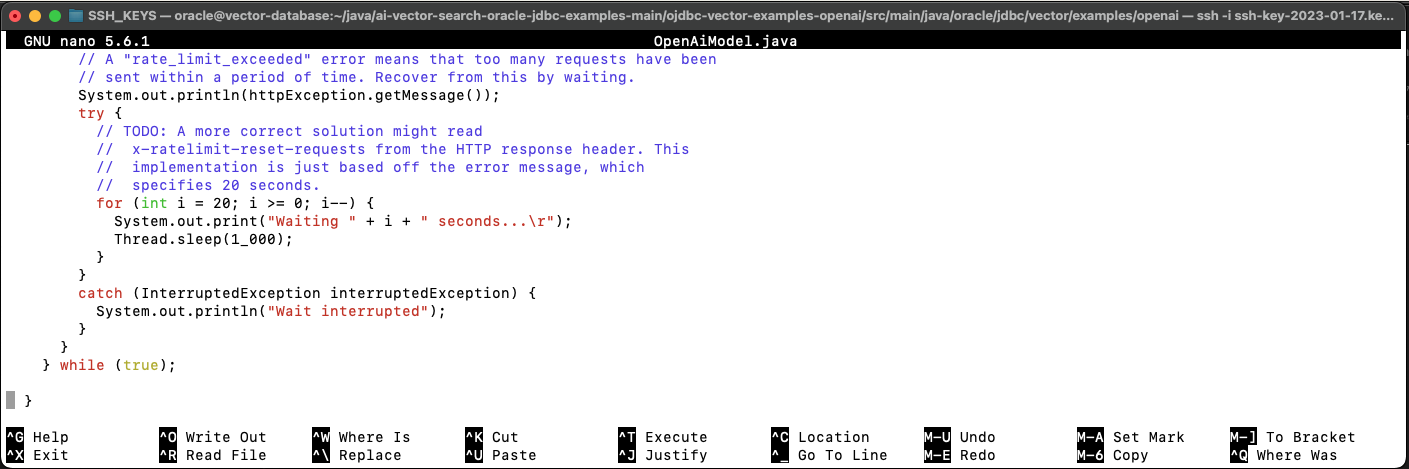 SSH_KEYS — oracle@vector-database:~/java/ai-vector-search-oracle-jdbc-examples-main/ojdbc-vector-examples-openai/src/main/java/oracle/jdbc/vector/examples/openai — ssh -i ssh-key-2023-01-17.ke...
GNU nano 5.6.1 OpenAiModel.java
// A "rate_limit_exceeded" error means that too many requests have been
// sent within a period of time. Recover from this by waiting.
System.out.println(httpException.getMessage());
try {
// TODO: A more correct solution might read
//  x-ratelimit-reset-requests from the HTTP response header. This
//  implementation is just based off the error message, which
//  specifies 20 seconds.
for (int i = 20; i >= 0; i--) {
System.out.print("Waiting " + i + " seconds...\r");
Thread.sleep(1_000);
}
}
catch (InterruptedException interruptedException) {
System.out.println("Wait interrupted");
}
}
} while (true);
}
^G Help ^O Write Out ^W Where Is ^K Cut ^T Execute ^C Location M-U Undo M-A Set Mark M-] To Bracket
^X Exit ^R Read File ^\ Replace ^U Paste ^J Justify ^_ Go To Line M-E Redo M-6 Copy ^Q Where Was